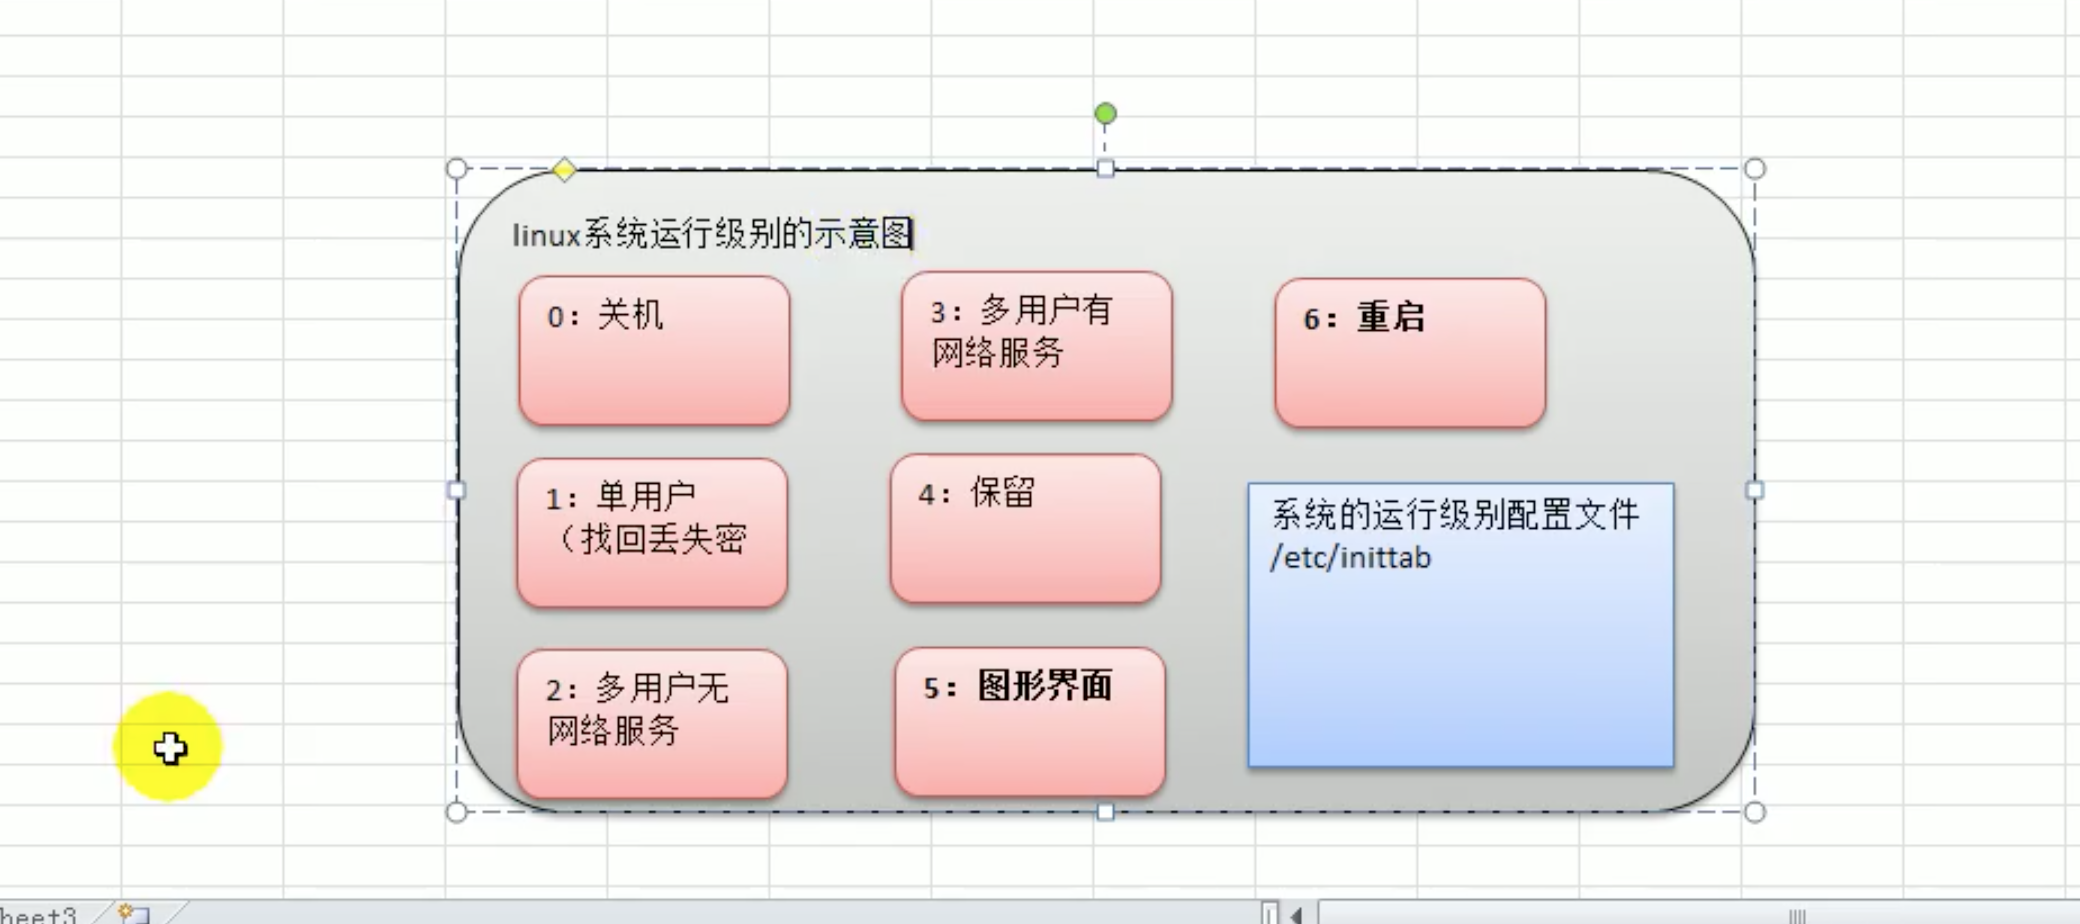 linux系统运行级别的示意图
0：关机
1：单用户
（找回丢失密
2：多用户无
网络服务
3：多用户有
网络服务
4：保留
5：图形界面
6：重启
系统的运行级别配置文件
/etc/inittab
heet3